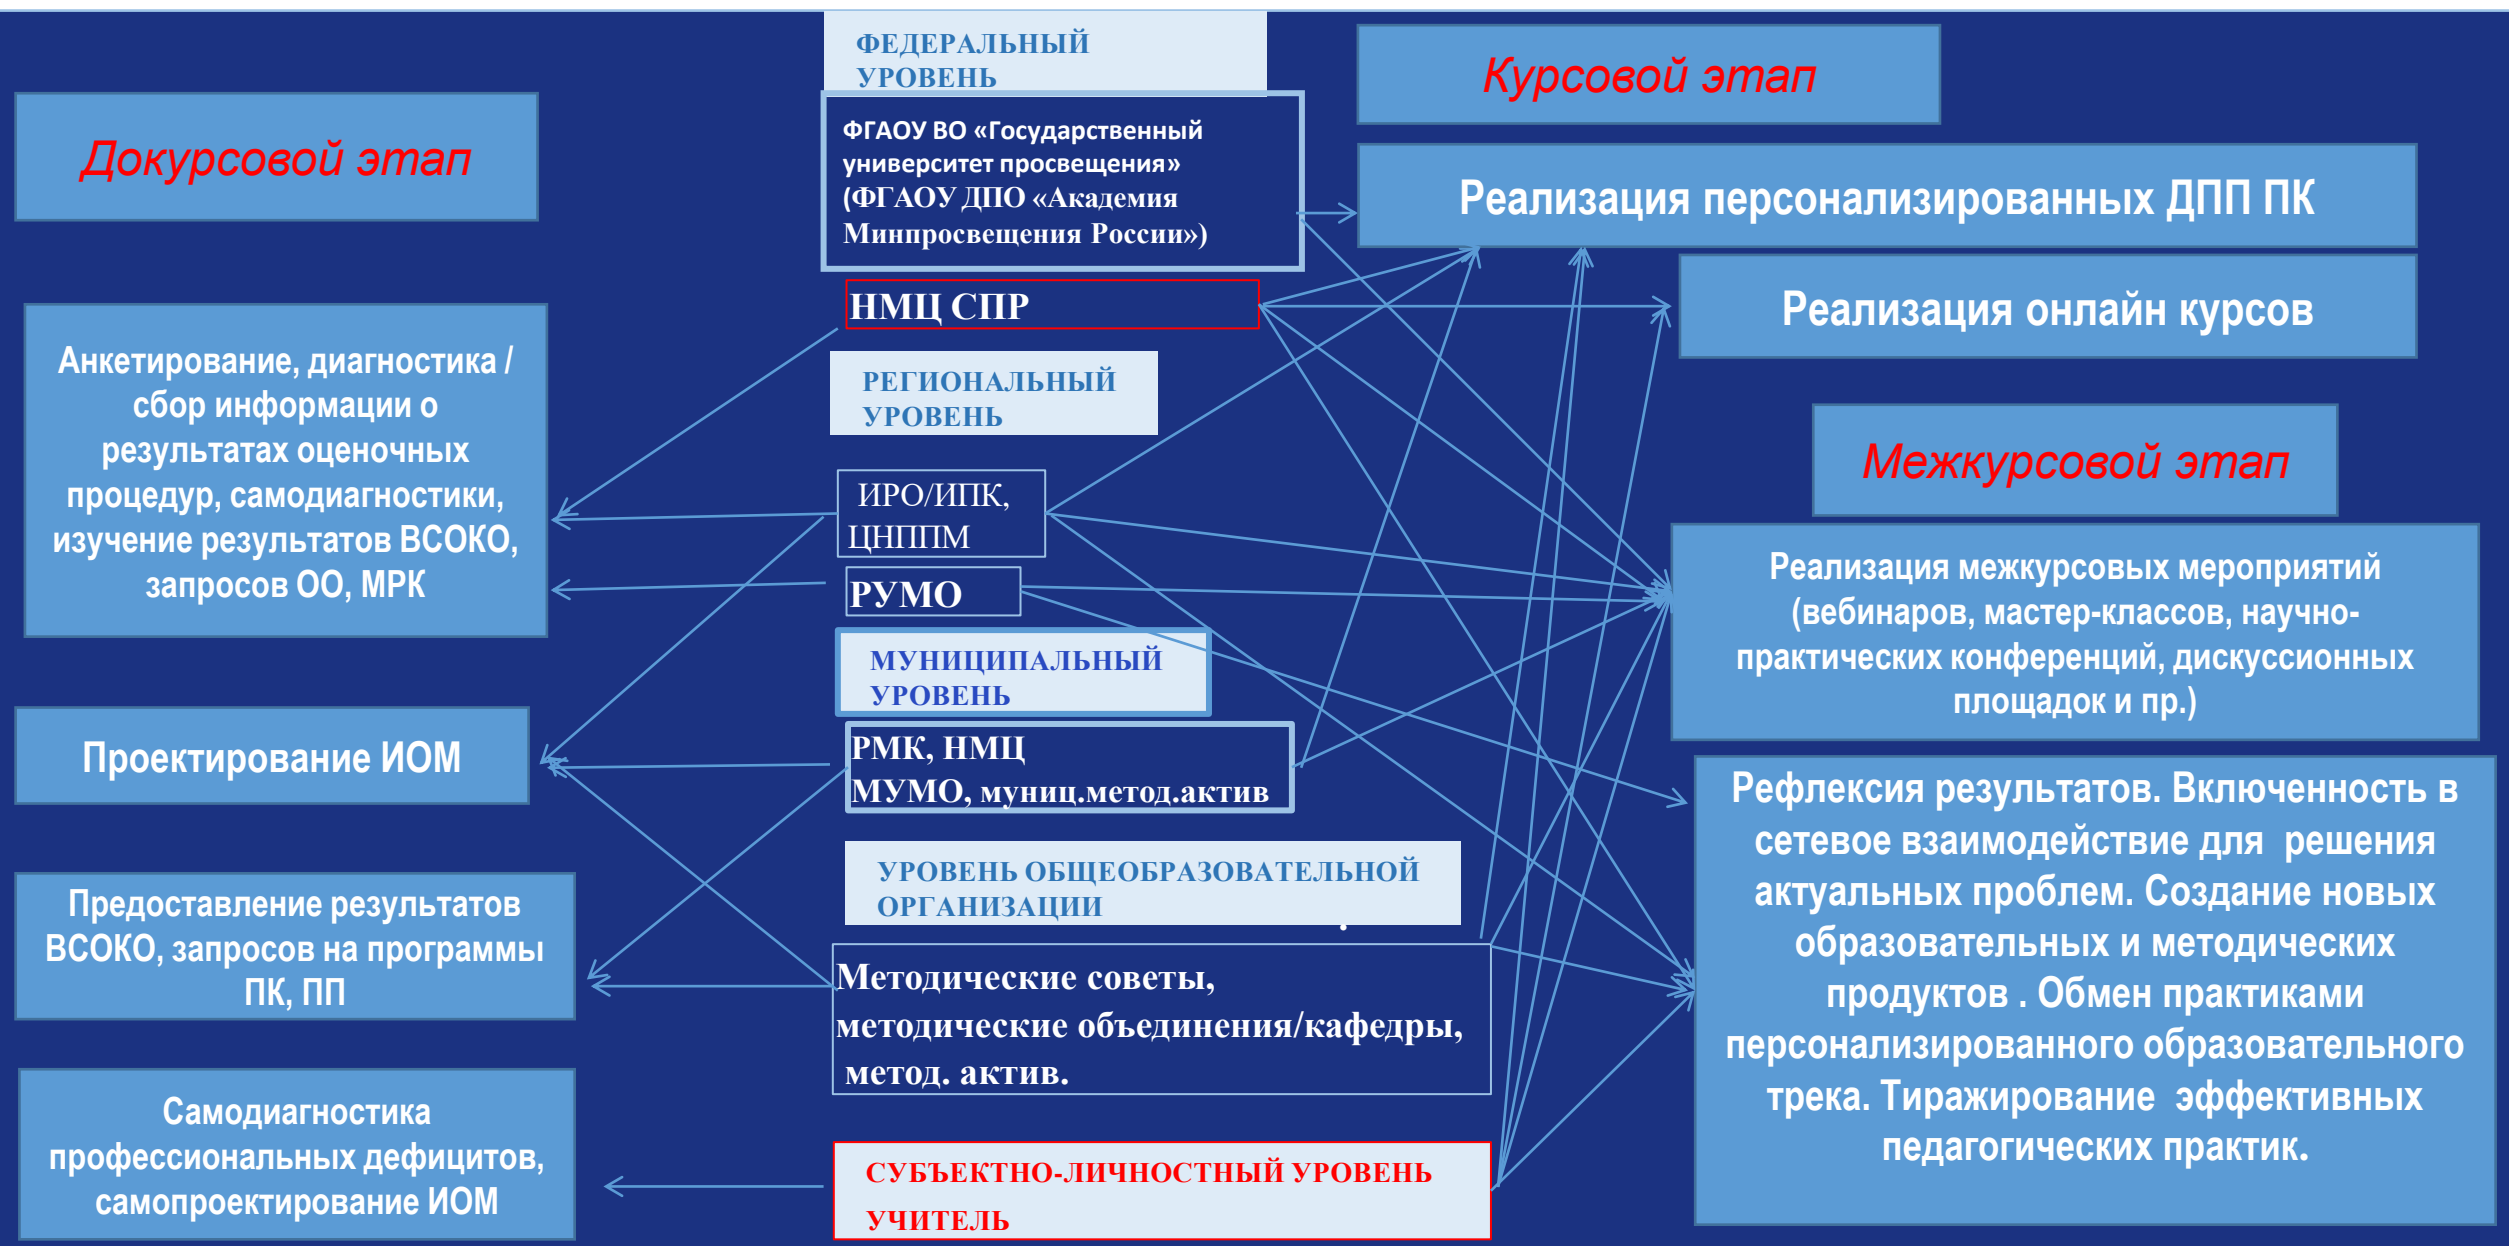 Докурсовой этап
Анкетирование, диагностика /
сбор информации о
результатах оценочных
процедур, самодиагностики,
изучение результатов ВСОКО,
запросов ОО, МРК
Проектирование ИОМ
Предоставление результатов
ВСОКО, запросов на программы
ПК, ПП
Самодиагностика
профессиональных дефицитов,
самопроектирование ИОМ
ФЕДЕРАЛЬНЫЙ
УРОВЕНЬ
ФГАОУ ВО «Государственный
университет просвещения»
(ФГАОУ ДПО «Академия
Минпросвещения России»)
НМЦ СПР
РЕГИОНАЛЬНЫЙ
УРОВЕНЬ
ИРО/ИПК,
ЦНППМ
РУМО
МУНИЦИПАЛЬНЫЙ
УРОВЕНЬ
РМК, НМЦ
МУМО, муниц.метод.актив
УРОВЕНЬ ОБЩЕОБРАЗОВАТЕЛЬНОЙ
ОРГАНИЗАЦИИ
Методические советы,
методические объединения/кафедры,
метод. актив.
СУБЪЕКТНО-ЛИЧНОСТНЫЙ УРОВЕНЬ
УЧИТЕЛЬ
Курсовой этап
Реализация персонализированных ДПП ПК
Реализация онлайн курсов
Межкурсовой этап
Реализация межкурсовых мероприятий
(вебинаров, мастер-классов, научно-
практических конференций, дискуссионных
площадок и пр.)
Рефлексия результатов. Включенность в
сетевое взаимодействие для решения
актуальных проблем. Создание новых
образовательных и методических
продуктов . Обмен практиками
персонализированного образовательного
трека. Тиражирование эффективных
педагогических практик.